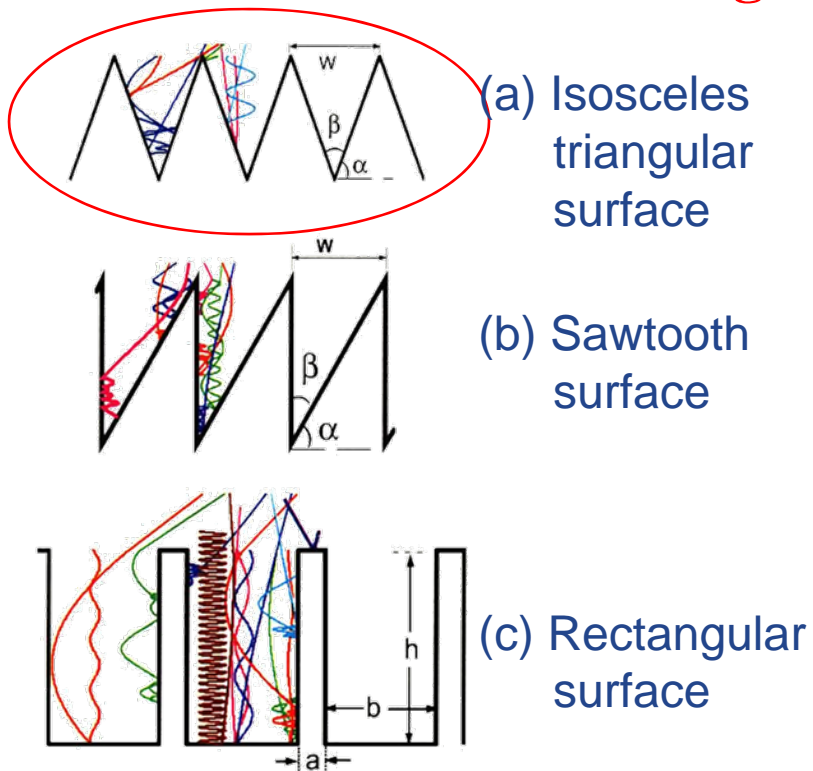 w
β
α
(a) Isosceles
triangular
surface
w
β
α
(b) Sawtooth
surface
h
b
a
(c) Rectangular
surface